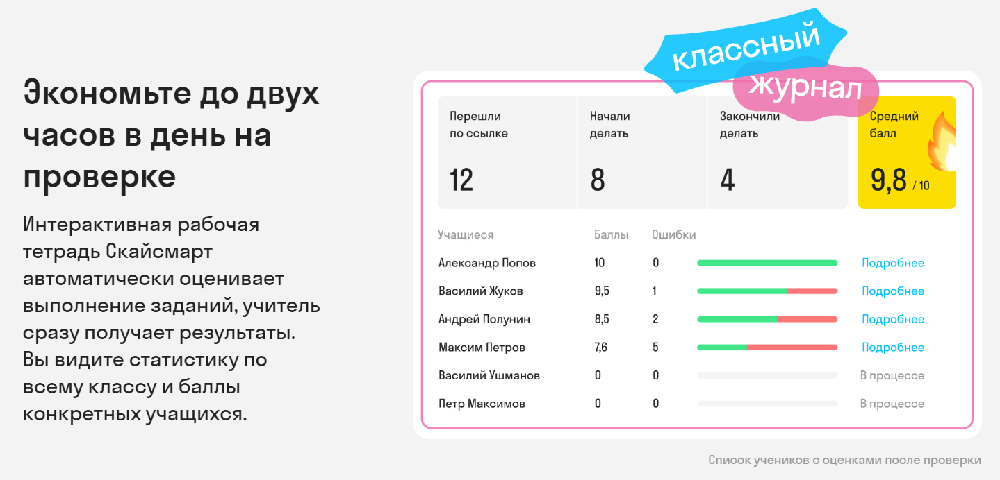 Экономьте до двух
часов в день на
проверке
Интерактивная рабочая
тетрадь Скайсмарт
автоматически оценивает
выполнение заданий, учитель
сразу получает результаты.
Вы видите статистику по
всему классу и баллы
конкретных учащихся.
классный
журнал
Перешли
по ссылке
12
Начали
делать
8
Закончили
делать
4
Средний
балл
9,8 / 10
Учащиеся Баллы Ошибки
Александр Попов 10 0 Подробнее
Василий Жуков 9,5 1 Подробнее
Андрей Полунин 8,5 2 Подробнее
Максим Петров 7,6 5 Подробнее
Василий Ушманов 0 0 В процессе
Петр Максимов 0 0 В процессе
Список учеников с оценками после проверки